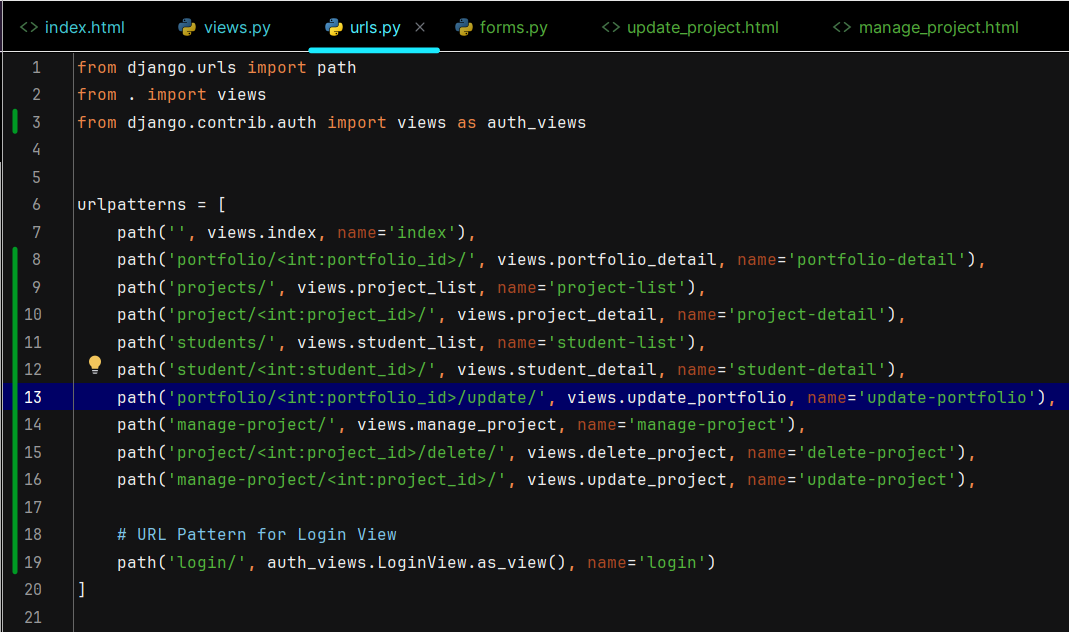 <> index.html views.py urls.py × forms.py <> update_project.html <> manage_project.html
1 from django.urls import path
2 from . import views
3 from django.contrib.auth import views as auth_views
4
5
6 urlpatterns = [
7     path('', views.index, name='index'),
8     path('portfolio/<int:portfolio_id>/', views.portfolio_detail, name='portfolio-detail'),
9     path('projects/', views.project_list, name='project-list'),
10     path('project/<int:project_id>/', views.project_detail, name='project-detail'),
11     path('students/', views.student_list, name='student-list'),
12     path('student/<int:student_id>/', views.student_detail, name='student-detail'),
13     path('portfolio/<int:portfolio_id>/update/', views.update_portfolio, name='update-portfolio'),
14     path('manage-project/', views.manage_project, name='manage-project'),
15     path('project/<int:project_id>/delete/', views.delete_project, name='delete-project'),
16     path('manage-project/<int:project_id>/', views.update_project, name='update-project'),
17
18     # URL Pattern for Login View
19     path('login/', auth_views.LoginView.as_view(), name='login')
20 ]
21